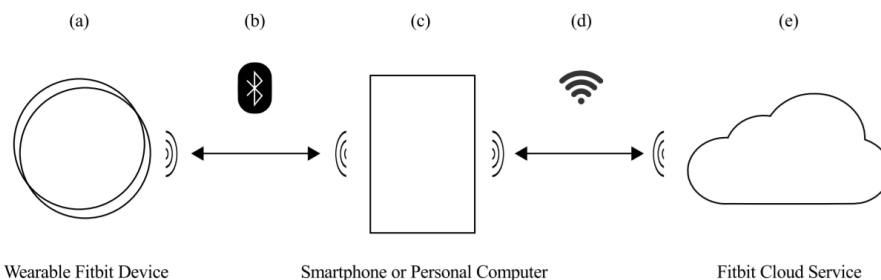 (a) (b) (c) (d) (e)
Wearable Fitbit Device Smartphone or Personal Computer Fitbit Cloud Service